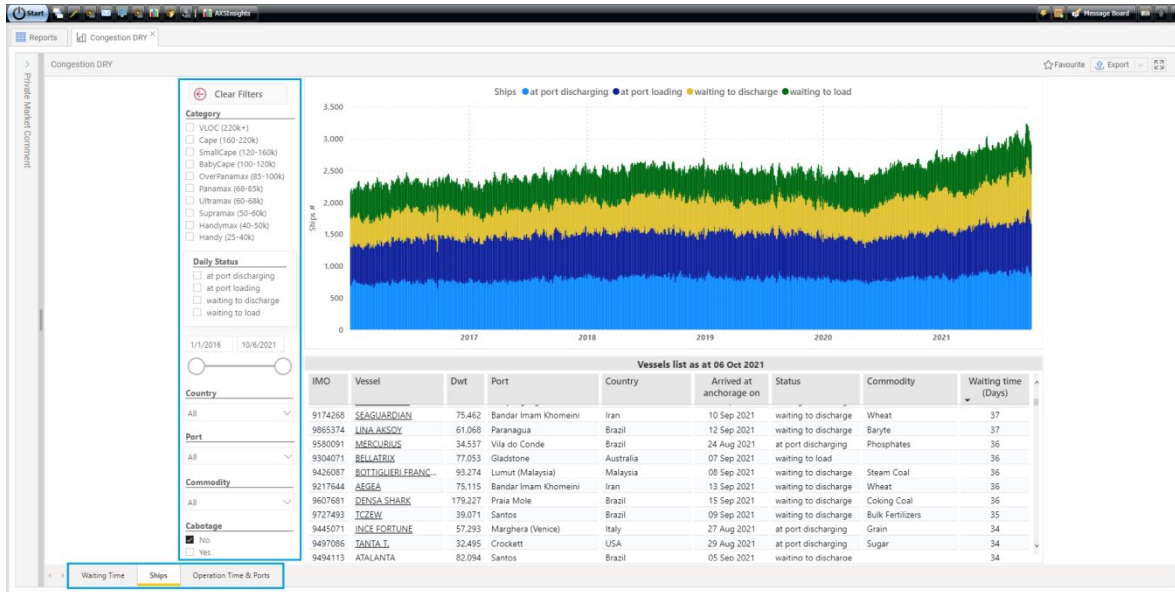 Start AXSInsights Message Board
Reports Congestion DRY
Congestion DRY Favourite Export
Private Market Comment
Clear Filters
Category
VLOC (220k+)
Cape (160-220k)
SmallCape (120-160k)
BabyCape (100-120k)
OverPanamax (85-100k)
Panamax (68-85k)
Ultramax (60-68k)
Supramax (50-60k)
Handymax (40-50k)
Handy (25-40k)
Daily Status
at port discharging
at port loading
waiting to discharge
waiting to load
1/1/2016 10/6/2021
Country
All
Port
All
Commodity
All
Cabotage
No
Yes
Ships at port discharging at port loading waiting to discharge waiting to load
Ships #
3,500
3,000
2,500
2,000
1,500
1,000
500
0
2017 2018 2019 2020 2021
Vessels list as at 06 Oct 2021
IMO Vessel Dwt Port Country Arrived at anchorage on Status Commodity Waiting time (Days)
9174268 SEAGUARDIAN 75.462 Bandar Imam Khomeini Iran 10 Sep 2021 waiting to discharge Wheat 37
9865374 LINA AKSOY 61.068 Paranagua Brazil 12 Sep 2021 waiting to discharge Baryte 37
9580091 MERCURIUS 34.537 Vila do Conde Brazil 24 Aug 2021 at port discharging Phosphates 36
9304071 BELLATRIX 77.053 Gladstone Australia 07 Sep 2021 waiting to load 36
9426087 BOTTIGLIERI FRANC... 93.274 Lumut (Malaysia) Malaysia 08 Sep 2021 waiting to discharge Steam Coal 36
9217644 AEGEA 75.115 Bandar Imam Khomeini Iran 13 Sep 2021 waiting to discharge Wheat 36
9607681 DENSA SHARK 179.227 Praia Mole Brazil 15 Sep 2021 waiting to discharge Coking Coal 36
9727493 TCZEW 39.071 Santos Brazil 09 Sep 2021 waiting to discharge Bulk Fertilizers 35
9445071 INCE FORTUNE 57.293 Marghera (Venice) Italy 27 Aug 2021 at port discharging Grain 34
9497086 TANTA T. 32.495 Crockett USA 29 Aug 2021 at port discharging Sugar 34
9494113 ATALANTA 82.094 Santos Brazil 05 Sep 2021 waiting to discharge 34
Waiting Time Ships Operation Time & Ports